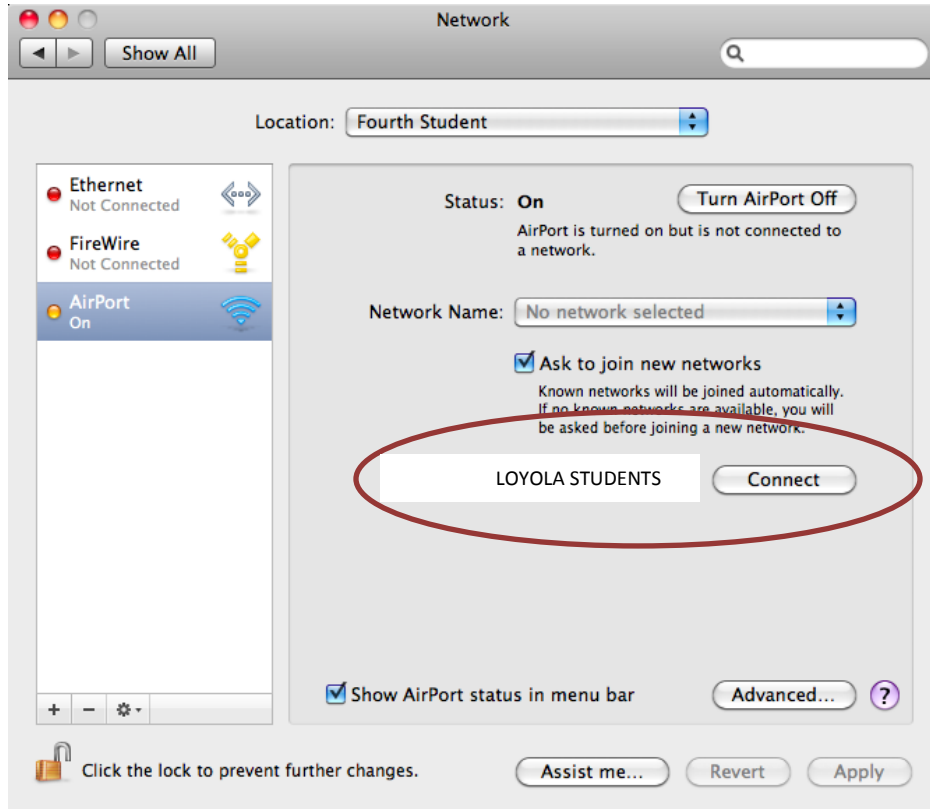 Network
Show All
Location: Fourth Student
Ethernet
Not Connected
FireWire
Not Connected
AirPort
On
Status: On
Turn AirPort Off
AirPort is turned on but is not connected to
a network.
Network Name: No network selected
Ask to join new networks
Known networks will be joined automatically.
If no known networks are available, you will
be asked before joining a new network.
LOYOLA STUDENTS
Connect
Show AirPort status in menu bar
Advanced...
?
+ −
Click the lock to prevent further changes.
Assist me...
Revert
Apply